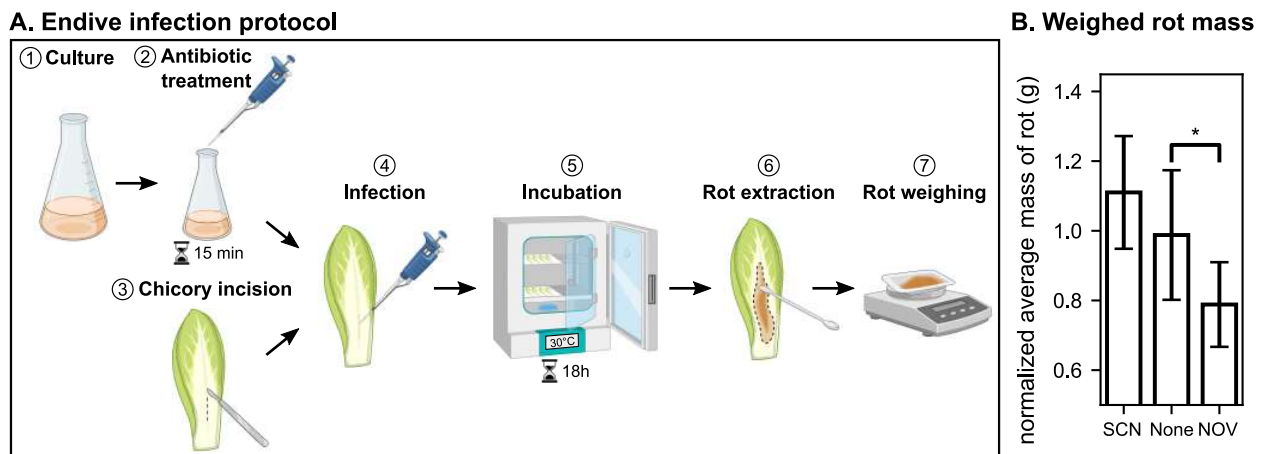 A. Endive infection protocol
① Culture
② Antibiotic
treatment
15 min
③ Chicory incision
④
Infection
⑤
Incubation
30°C
18h
⑥
Rot extraction
⑦
Rot weighing
B. Weighed rot mass
normalized average mass of rot (g)
1.4
1.2
1.0
0.8
0.6
*
SCN None NOV